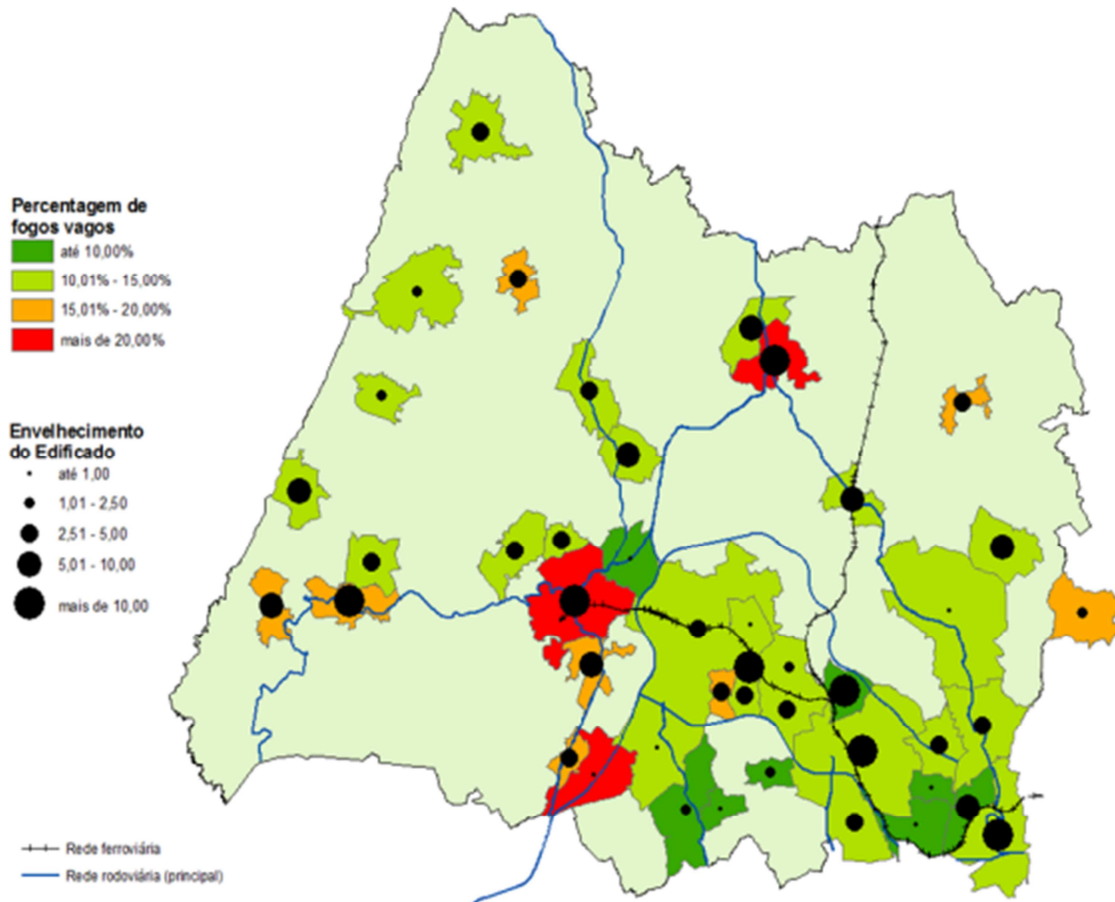 Percentagem de
fogos vagos
até 10,00%
10,01% - 15,00%
15,01% - 20,00%
mais de 20,00%
Envelhecimento
do Edificado
até 1,00
1,01 - 2,50
2,51 - 5,00
5,01 - 10,00
mais de 10,00
Rede ferroviária
Rede rodoviária (principal)